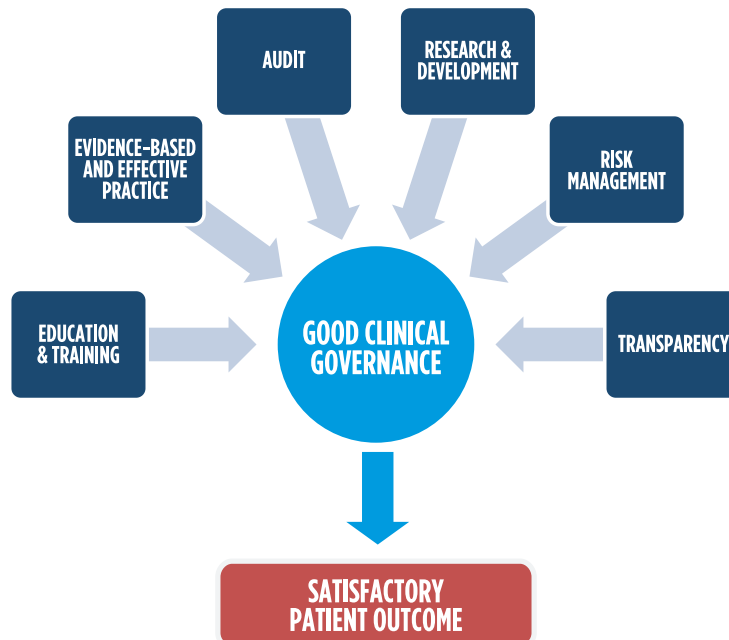 AUDIT
RESEARCH &
DEVELOPMENT
EVIDENCE-BASED
AND EFFECTIVE
PRACTICE
RISK
MANAGEMENT
EDUCATION
& TRAINING
GOOD CLINICAL
GOVERNANCE
TRANSPARENCY
SATISFACTORY
PATIENT OUTCOME